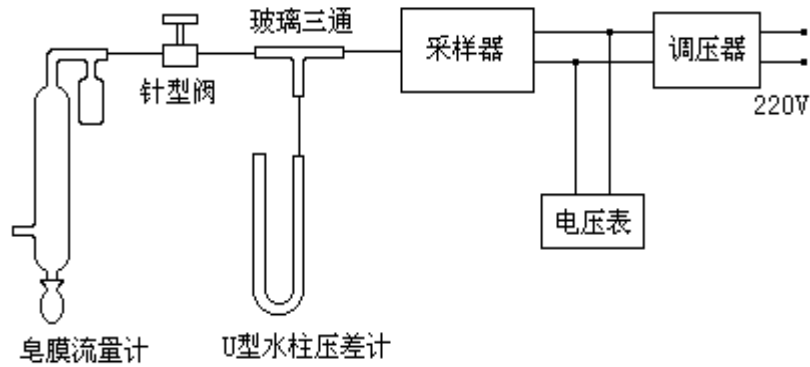 玻璃三通
采样器
调压器
针型阀
220V
电压表
皂膜流量计
U型水柱压差计